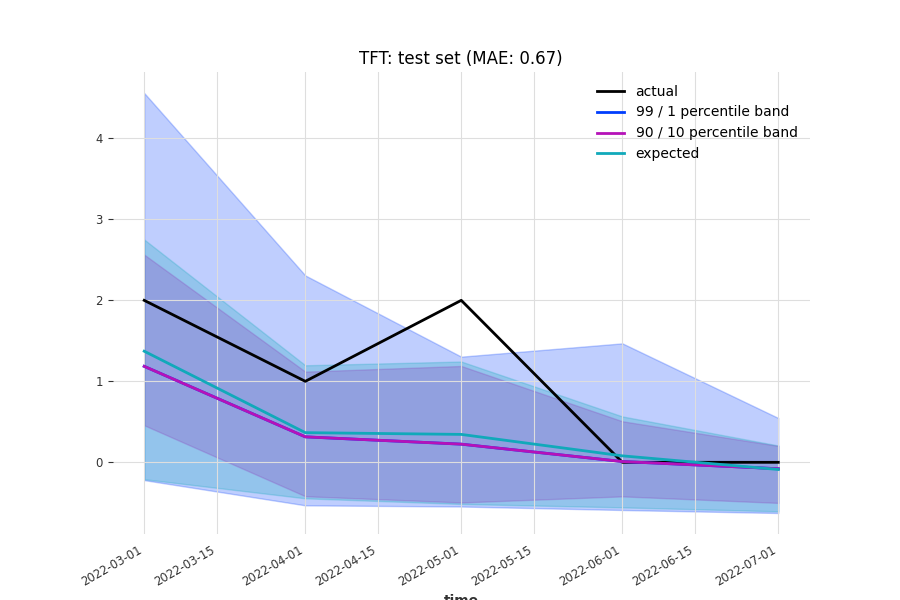 TFT: test set (MAE: 0.67)
actual
99 / 1 percentile band
90 / 10 percentile band
expected
4
3
2
1
0
2022-03-01
2022-03-15
2022-04-01
2022-04-15
2022-05-01
2022-05-15
2022-06-01
2022-06-15
2022-07-01
time